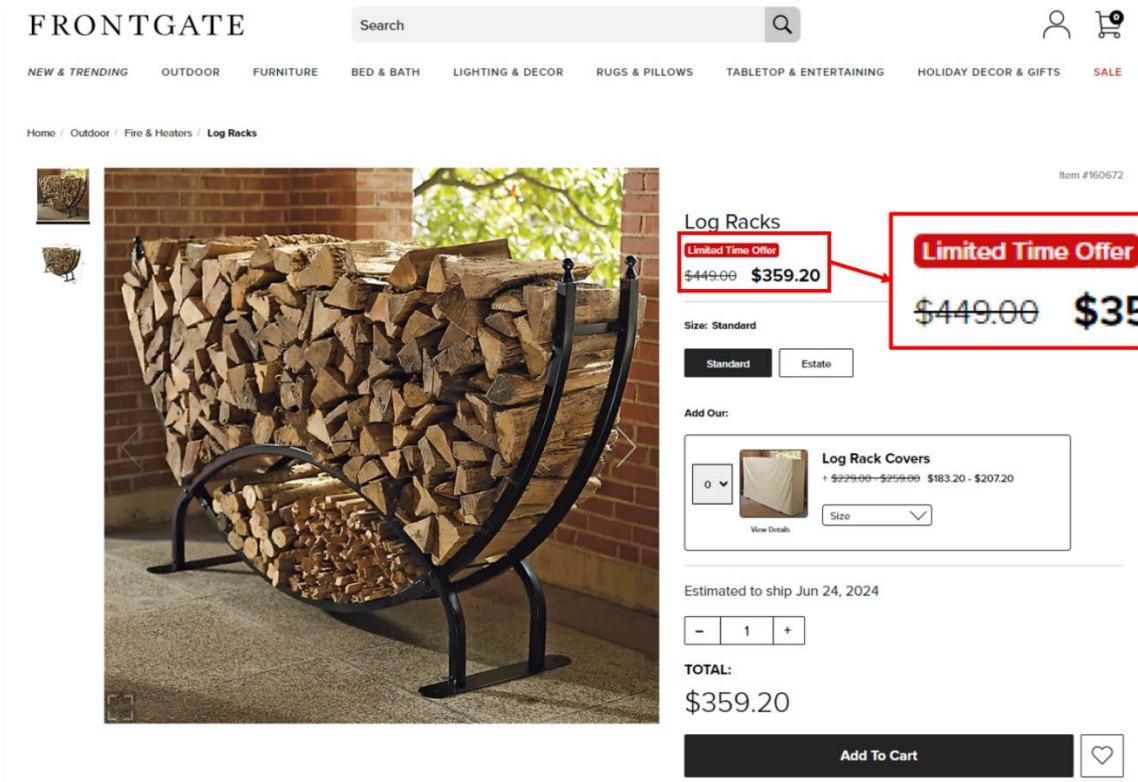 FRONTGATE
Search
0
NEW & TRENDING OUTDOOR FURNITURE BED & BATH LIGHTING & DECOR RUGS & PILLOWS TABLETOP & ENTERTAINING HOLIDAY DECOR & GIFTS SALE
Home / Outdoor / Fire & Heaters / Log Racks
Item #160672
Log Racks
Limited Time Offer
$449.00 $359.20
Limited Time Offer
$449.00 $35
Size: Standard
Standard Estate
Add Our:
Log Rack Covers
+ $229.00 - $259.00 $183.20 - $207.20
0
Size
View Details
Estimated to ship Jun 24, 2024
– 1 +
TOTAL:
$359.20
Add To Cart